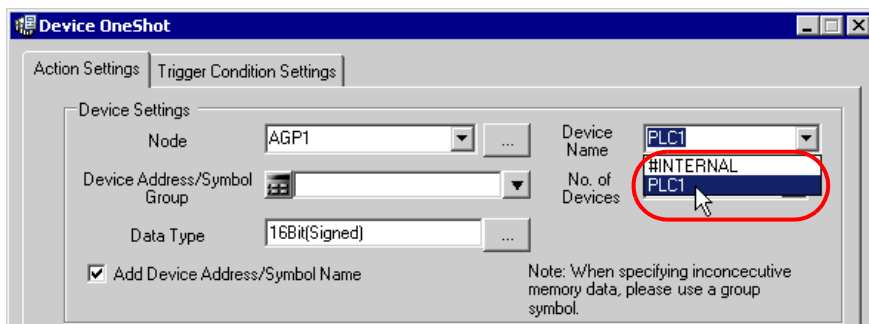 Device OneShot
Action Settings
Trigger Condition Settings
Device Settings
Node
AGP1
...
Device
Name
PLC1
#INTERNAL
PLC1
Device Address/Symbol
Group
No. of
Devices
Data Type
16Bit(Signed)
...
Add Device Address/Symbol Name
Note: When specifying inconcecutive
memory data, please use a group
symbol.